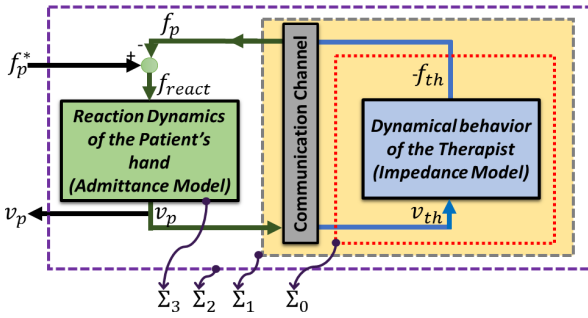 f_p
-
+
f_p^*
f_react
Reaction Dynamics
of the Patient's
hand
(Admittance Model)
v_p
v_p
Communication Channel
-f_th
Dynamical behavior
of the Therapist
(Impedance Model)
v_th
Σ_3
Σ_2
Σ_1
Σ_0